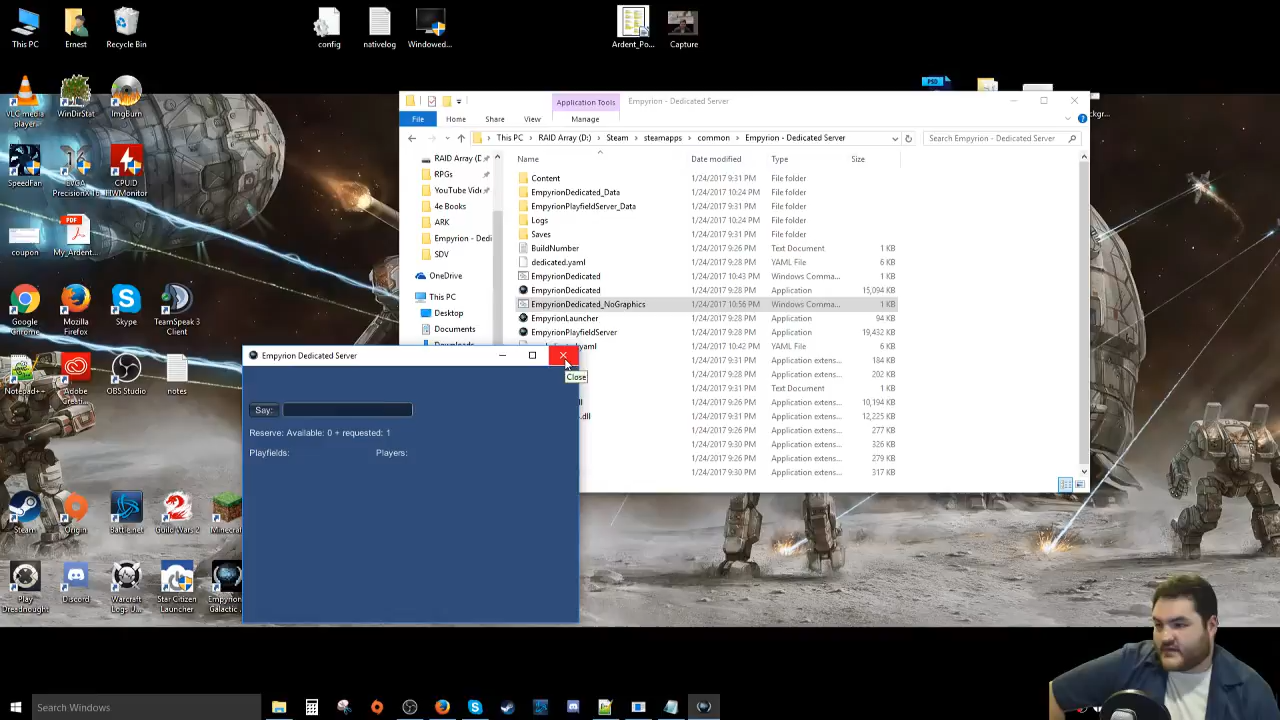 This PC
Ernest
Recycle Bin
config
nativelog
Windowed...
Ardent_Po...
Capture
VLC media player
WinDirStat
ImgBurn
SpeedFan
EVGA PrecisionX 16
CPUID HWMonitor
coupon
My_Ardent...
Google Chrome
Mozilla Firefox
Skype
TeamSpeak 3 Client
Notepad++
Adobe Creative...
OBS Studio
notes
Steam
Origin
Battle.net
Guild Wars 2
Minecraft
Play Dreadnought
Discord
Warcraft Logs U...
Star Citizen Launcher
Empyrion Galactic
Application Tools
Empyrion - Dedicated Server
File
Home
Share
View
Manage
This PC > RAID Array (D:) > Steam > steamapps > common > Empyrion - Dedicated Server
Search Empyrion - Dedicated Server
RAID Array (D
RPGs
YouTube Vide
4e Books
ARK
Empyrion - Dedi
SDV
OneDrive
This PC
Desktop
Documents
Name Date modified Type Size
Content 1/24/2017 9:31 PM File folder
EmpyrionDedicated_Data 1/24/2017 10:24 PM File folder
EmpyrionPlayfieldServer_Data 1/24/2017 9:31 PM File folder
Logs 1/24/2017 10:24 PM File folder
Saves 1/24/2017 9:31 PM File folder
BuildNumber 1/24/2017 9:26 PM Text Document 1 KB
dedicated.yaml 1/24/2017 9:28 PM YAML File 6 KB
EmpyrionDedicated 1/24/2017 10:43 PM Windows Comma... 1 KB
EmpyrionDedicated 1/24/2017 9:28 PM Application 15,094 KB
EmpyrionDedicated_NoGraphics 1/24/2017 10:56 PM Windows Comma... 1 KB
EmpyrionLauncher 1/24/2017 9:28 PM Application 94 KB
EmpyrionPlayfieldServer 1/24/2017 9:28 PM Application 19,432 KB
1/24/2017 10:42 PM YAML File 6 KB
1/24/2017 9:31 PM Application extens... 184 KB
1/24/2017 9:28 PM Application extens... 202 KB
1/24/2017 9:31 PM Text Document 1 KB
1/24/2017 9:26 PM Application extens... 10,194 KB
1/24/2017 9:31 PM Application extens... 12,225 KB
1/24/2017 9:26 PM Application extens... 277 KB
1/24/2017 9:30 PM Application extens... 326 KB
1/24/2017 9:26 PM Application extens... 279 KB
1/24/2017 9:30 PM Application extens... 317 KB
Empyrion Dedicated Server
Close
Say:
Reserve: Available: 0 + requested: 1
Playfields: Players:
Search Windows